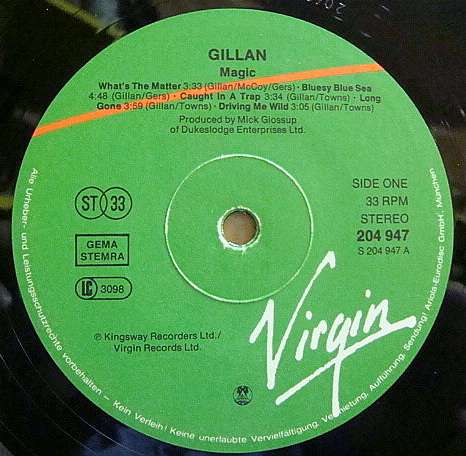 GILLAN
Magic
What's The Matter 3:33 (Gillan/McCoy/Gers) · Bluesy Blue Sea
4:48 (Gillan/Gers) · Caught In A Trap 3:34 (Gillan/Towns) · Long
Gone 3:59 (Gillan/Towns) · Driving Me Wild 3:05 (Gillan/Towns)
Produced by Mick Glossup
of Dukeslodge Enterprises Ltd.
ST 33
GEMA
STEMRA
LC 3098
SIDE ONE
33 RPM
STEREO
204 947
S 204 947 A
℗ Kingsway Recorders Ltd./
Virgin Records Ltd.
Virgin
Alle Urheber- und Leistungsschutzrechte vorbehalten – Kein Verleih! Keine unerlaubte Vervielfältigung, Vermietung, Aufführung, Sendung! Ariola-Eurodisc GmbH, München